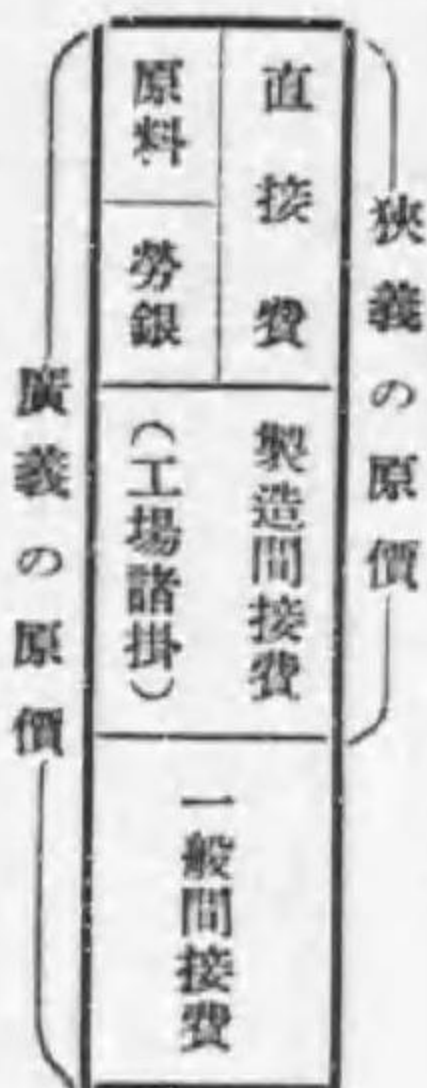 狹義の原價
直接費
原料
勞銀
製造間接費
(工場諸掛)
一般間接費
廣義の原價